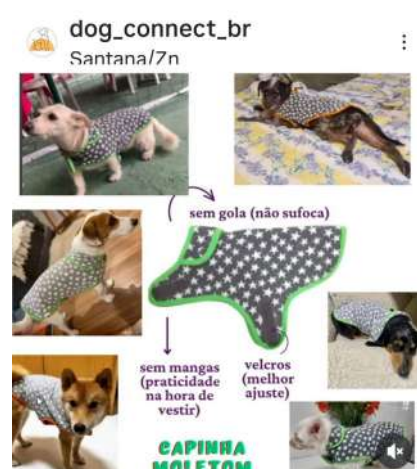 dog_connect_br
Santana/Zn
sem gola (não sufoca)
sem mangas
(praticidade
na hora de
vestir)
velcros
(melhor
ajuste)
CAPINHA
MOLETOM